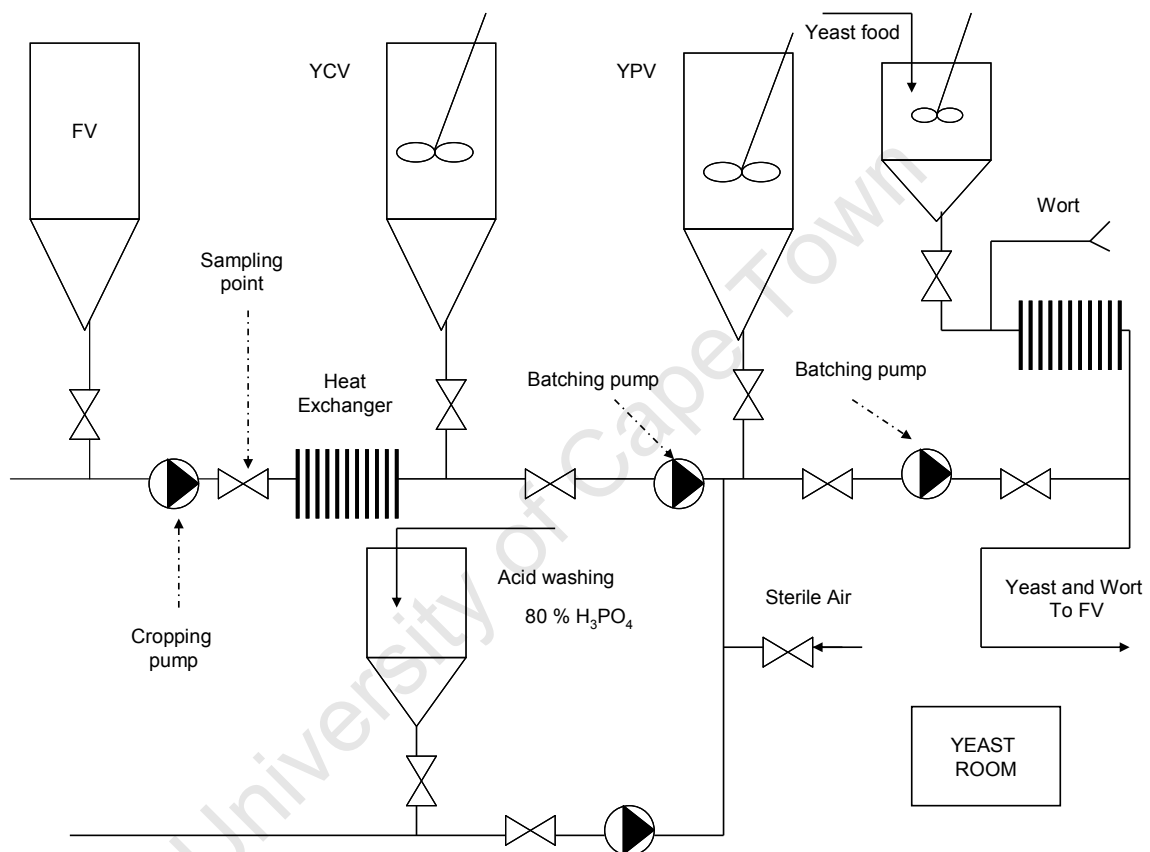 Yeast food
YCV
YPV
FV
Wort
Sampling
point
Heat
Exchanger
Batching pump
Batching pump
Acid washing
80 % H₃PO₄
Sterile Air
Yeast and Wort
To FV
Cropping
pump
YEAST
ROOM
University of Cape Town